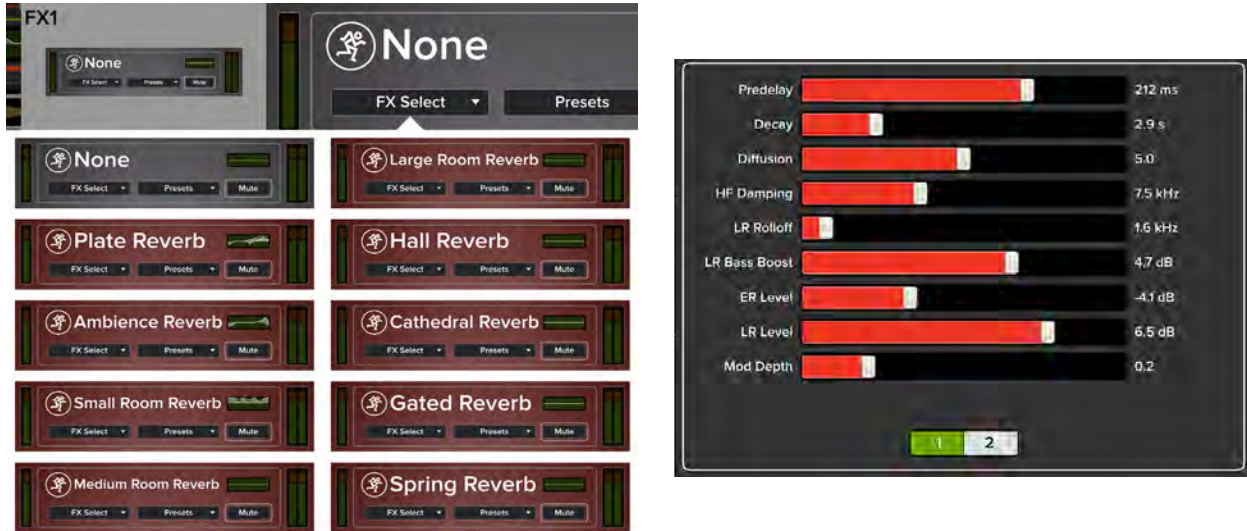 FX1
None
FX Select Presets Mute
None
FX Select Presets
None
FX Select Presets Mute
Large Room Reverb
FX Select Presets Mute
Plate Reverb
FX Select Presets Mute
Hall Reverb
FX Select Presets Mute
Ambience Reverb
FX Select Presets Mute
Cathedral Reverb
FX Select Presets Mute
Small Room Reverb
FX Select Presets Mute
Gated Reverb
FX Select Presets Mute
Medium Room Reverb
FX Select Presets Mute
Spring Reverb
FX Select Presets Mute
Predelay 212 ms
Decay 2.9 s
Diffusion 5.0
HF Damping 7.5 kHz
LR Rolloff 1.6 kHz
LR Bass Boost 4.7 dB
ER Level -4.1 dB
LR Level 6.5 dB
Mod Depth 0.2
1 2